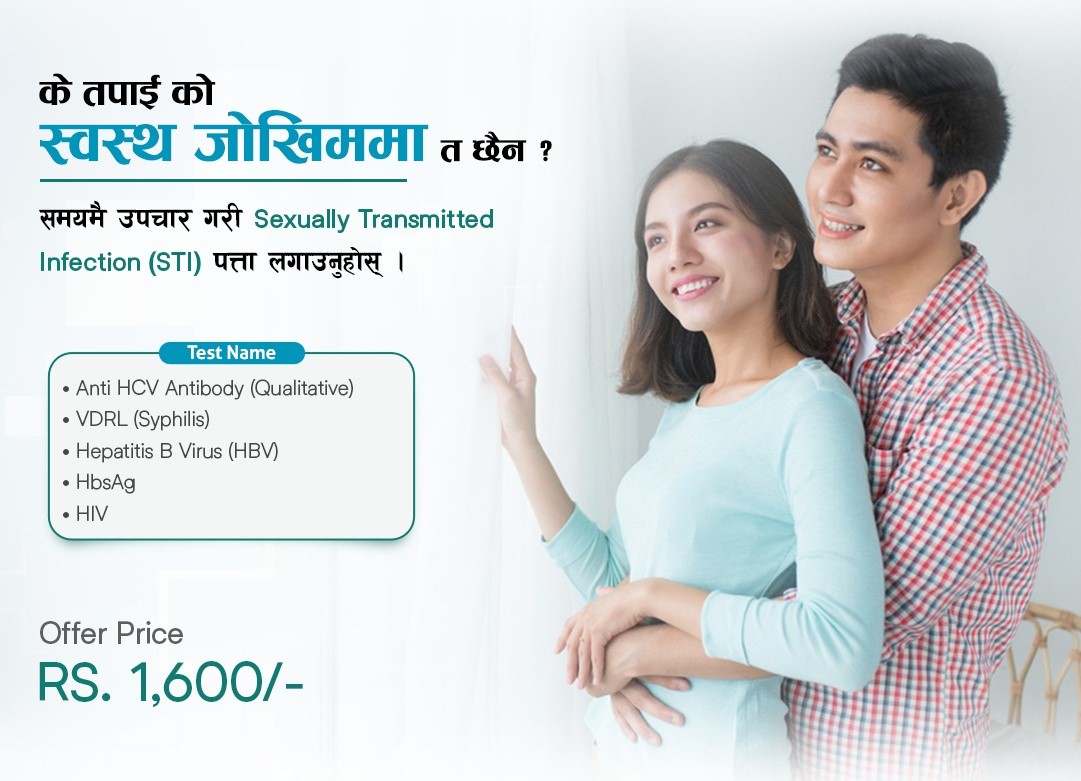 के तपाई को
स्वस्थ जोखिममा त छैन ?
समयमै उपचार गरी Sexually Transmitted
Infection (STI) पत्ता लगाउनुहोस् ।
Test Name
• Anti HCV Antibody (Qualitative)
• VDRL (Syphilis)
• Hepatitis B Virus (HBV)
• HbsAg
• HIV
Offer Price
RS. 1,600/-